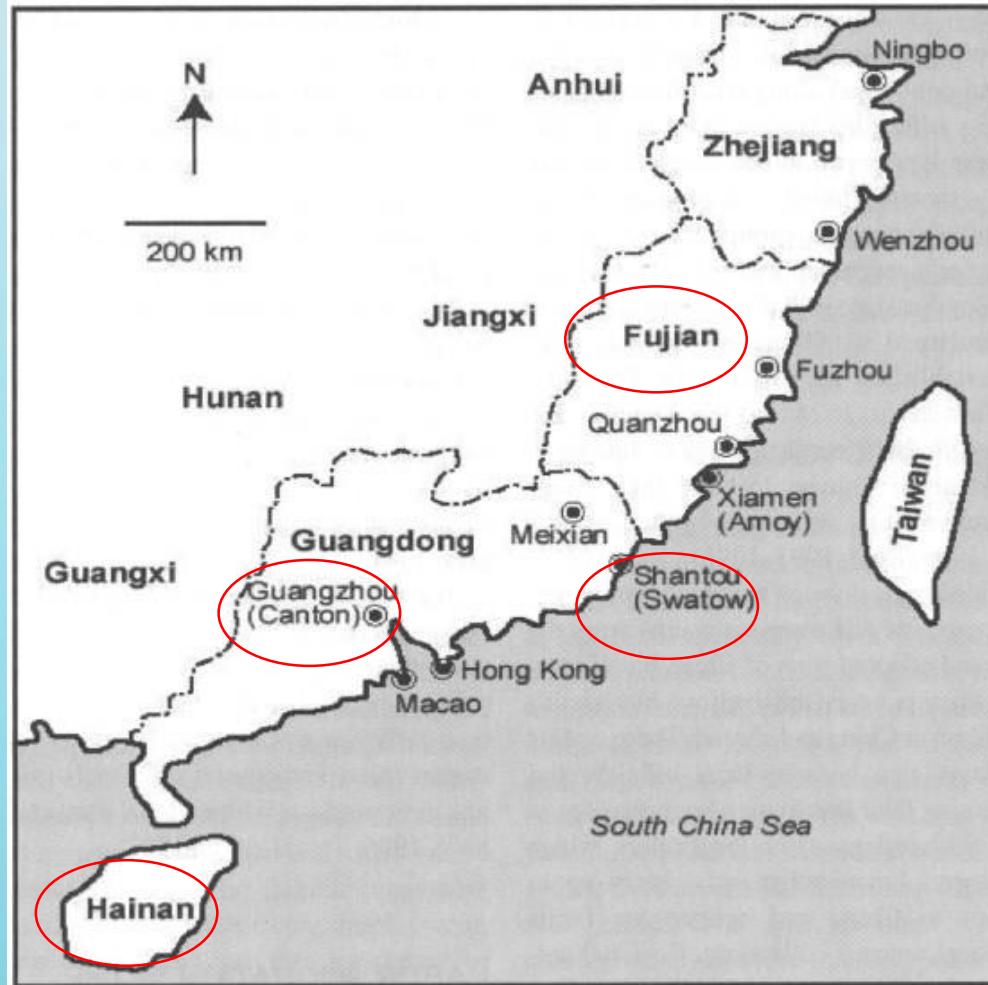 Ningbo
N
Anhui
Zhejiang
200 km
Wenzhou
Jiangxi
Fujian
Fuzhou
Hunan
Quanzhou
Xiamen
(Amoy)
Taiwan
Meixian
Guangdong
Guangxi
Shantou
(Swatow)
Guangzhou
(Canton)
Hong Kong
Macao
South China Sea
Hainan